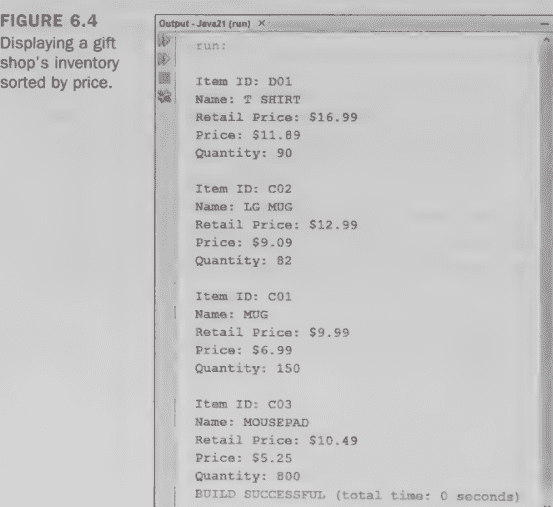 FIGURE 6.4
Displaying a gift
shop's inventory
sorted by price.
Output - Java21 (run) ×
run:
Item ID: D01
Name: T SHIRT
Retail Price: $16.99
Price: $11.89
Quantity: 90
Item ID: C02
Name: LG MUG
Retail Price: $12.99
Price: $9.09
Quantity: 82
Item ID: C01
Name: MUG
Retail Price: $9.99
Price: $6.99
Quantity: 150
Item ID: C03
Name: MOUSEPAD
Retail Price: $10.49
Price: $5.25
Quantity: 800
BUILD SUCCESSFUL (total time: 0 seconds)